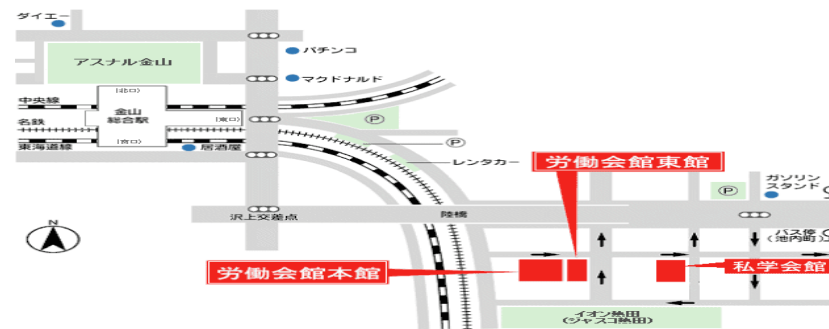 ダイエー
アスナル金山
パチンコ
マクドナルド
(北口)
中央線
金山
総合駅
(東口)
名鉄
(南口)
東海道線
居酒屋
P
P
レンタカー
労働会館東館
P
ガソリン
スタンド
沢上交差点
陸橋
バス停
(池内町)
N
労働会館本館
私学会館
イオン熱田
(ジャスコ熱田)